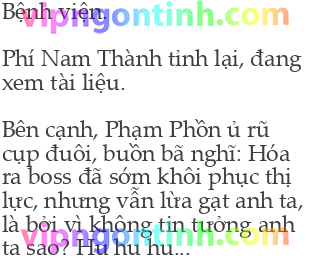 Bệnh viện.
vipngontinh.com
Phí Nam Thành tỉnh lại, đang
xem tài liệu.
Bên cạnh, Phạm Phồn ủ rũ
cụp đuôi, buồn bã nghĩ: Hóa
ra boss đã sớm khôi phục thị
lực, nhưng vẫn lừa gạt anh ta,
là bởi vì không tin tưởng anh
vipngontinh.com
ta sao? Hu hu hu...